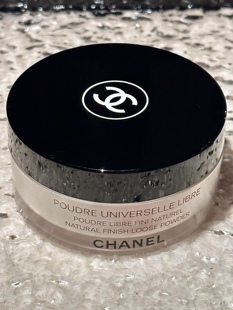 POUDRE UNIVERSELLE LIBRE
POUDRE LIBRE FINI NATUREL
NATURAL FINISH LOOSE POWDER
CHANEL